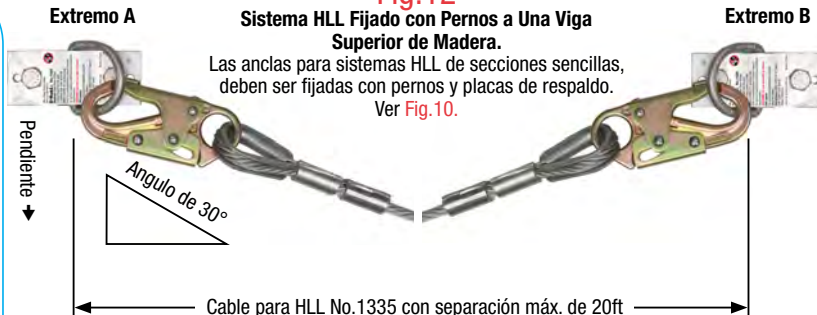 Fig.12
Extremo A
Sistema HLL Fijado con Pernos a Una Viga
Superior de Madera.
Extremo B
Las anclas para sistemas HLL de secciones sencillas,
deben ser fijadas con pernos y placas de respaldo.
Ver Fig.10.
Pendiente
Angulo de 30°
Cable para HLL No.1335 con separación máx. de 20ft